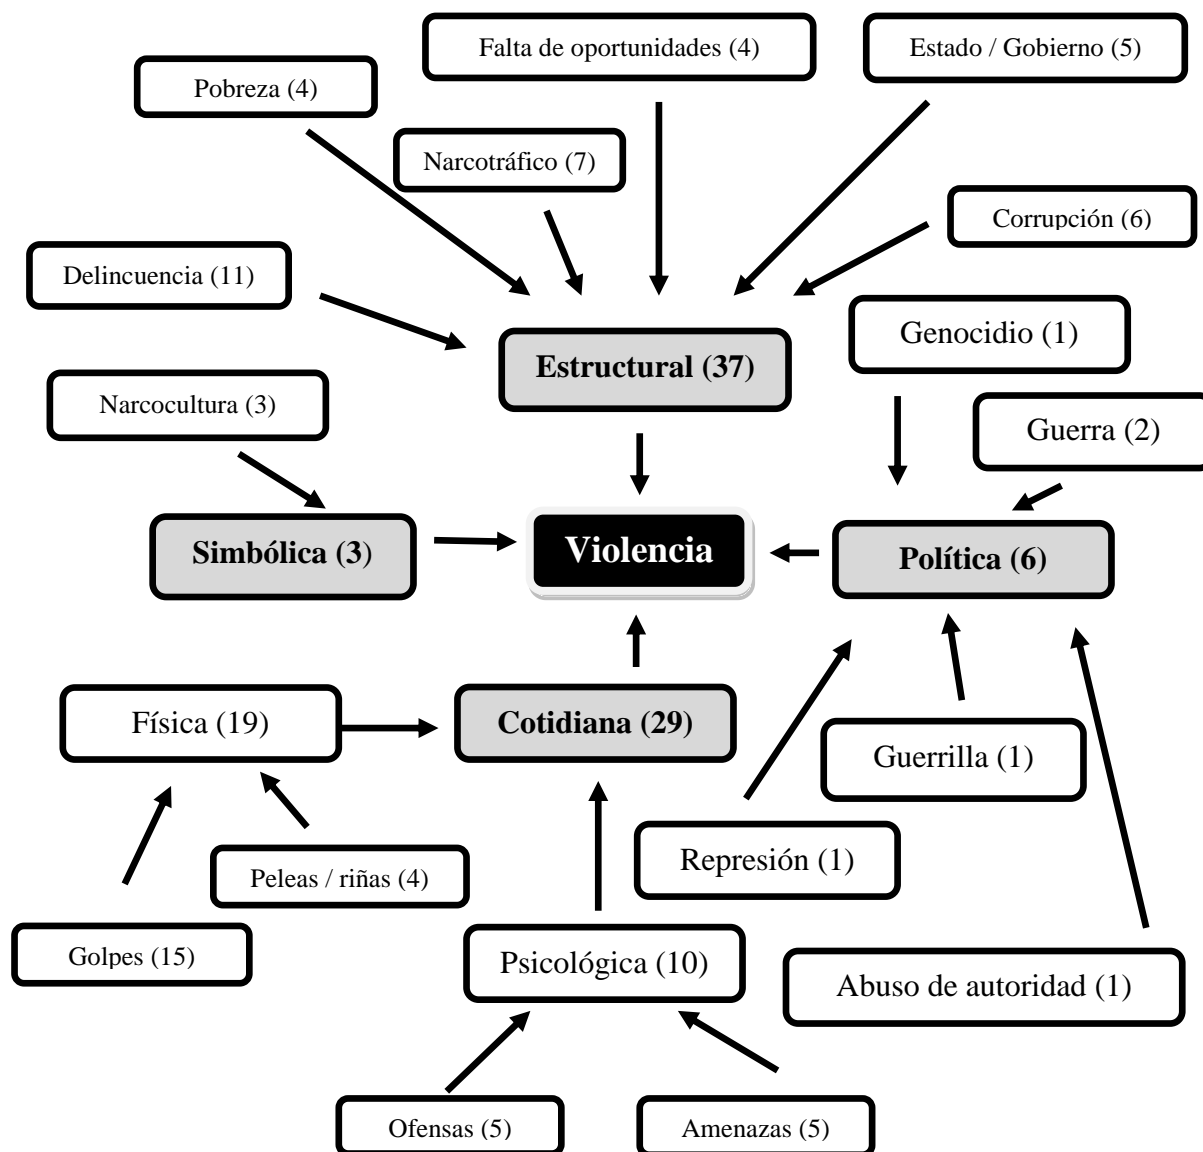 Falta de oportunidades (4)
Estado / Gobierno (5)
Pobreza (4)
Narcotráfico (7)
Corrupción (6)
Delincuencia (11)
Genocidio (1)
Estructural (37)
Narcocultura (3)
Guerra (2)
Simbólica (3)
Violencia
Política (6)
Física (19)
Cotidiana (29)
Guerrilla (1)
Represión (1)
Peleas / riñas (4)
Golpes (15)
Psicológica (10)
Abuso de autoridad (1)
Ofensas (5)
Amenazas (5)